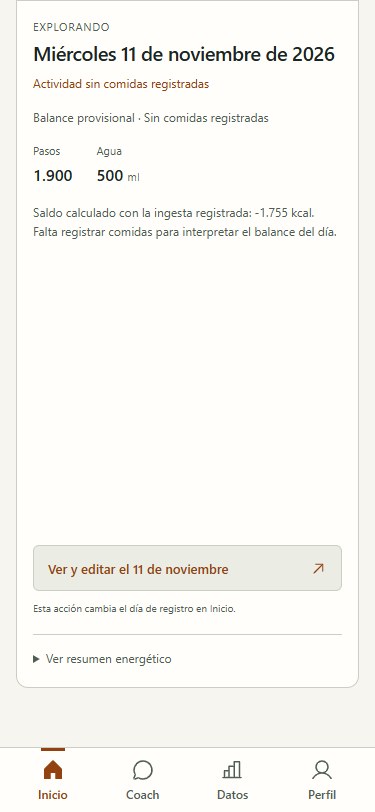 EXPLORANDO
Miércoles 11 de noviembre de 2026
Actividad sin comidas registradas
Balance provisional · Sin comidas registradas
Pasos Agua
1.900 500 ml
Saldo calculado con la ingesta registrada: -1.755 kcal.
Falta registrar comidas para interpretar el balance del día.
Ver y editar el 11 de noviembre
Esta acción cambia el día de registro en Inicio.
Ver resumen energético
Inicio Coach Datos Perfil